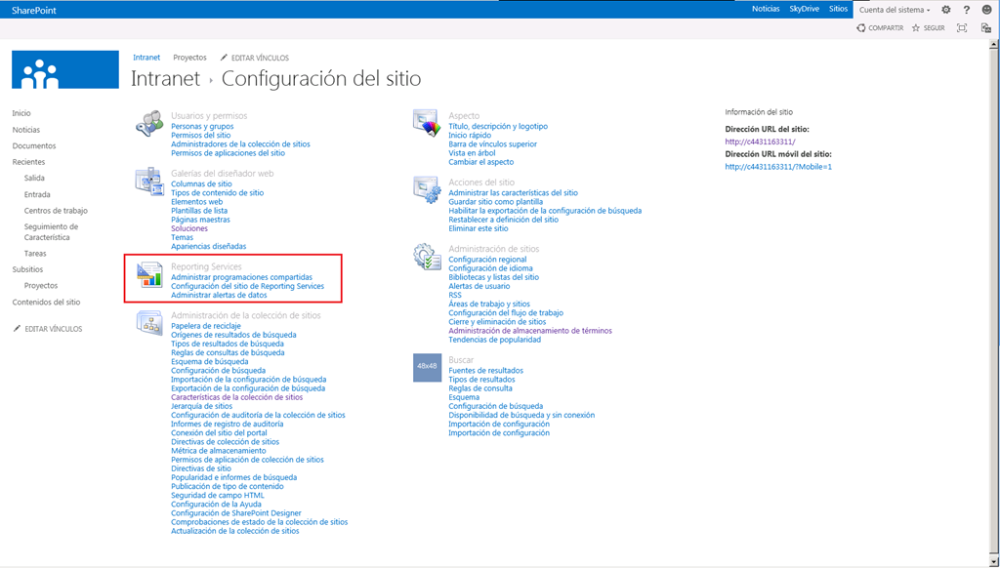 SharePoint
Noticias SkyDrive Sitios
Cuenta del sistema
?
COMPARTIR SEGUIR
Intranet Proyectos EDITAR VÍNCULOS
Intranet › Configuración del sitio
Inicio
Noticias
Documentos
Recientes
Salida
Entrada
Centros de trabajo
Seguimiento de
Característica
Tareas
Subsitios
Proyectos
Contenidos del sitio
EDITAR VÍNCULOS
Usuarios y permisos
Personas y grupos
Permisos del sitio
Administradores de la colección de sitios
Permisos de aplicaciones del sitio
Galerías del diseñador web
Columnas de sitio
Tipos de contenido de sitio
Elementos web
Plantillas de lista
Páginas maestras
Soluciones
Temas
Apariencias diseñadas
Reporting Services
Administrar programaciones compartidas
Configuración del sitio de Reporting Services
Administrar alertas de datos
Administración de la colección de sitios
Papelera de reciclaje
Orígenes de resultados de búsqueda
Tipos de resultados de búsqueda
Reglas de consultas de búsqueda
Esquema de búsqueda
Configuración de búsqueda
Importación de la configuración de búsqueda
Exportación de la configuración de búsqueda
Características de la colección de sitios
Jerarquía de sitios
Configuración de auditoría de la colección de sitios
Informes de registro de auditoría
Conexión del sitio del portal
Directivas de colección de sitios
Métrica de almacenamiento
Permisos de aplicación de colección de sitios
Directivas de sitio
Popularidad e informes de búsqueda
Publicación de tipo de contenido
Seguridad de campo HTML
Configuración de la Ayuda
Configuración de SharePoint Designer
Comprobaciones de estado de la colección de sitios
Actualización de la colección de sitios
Aspecto
Título, descripción y logotipo
Inicio rápido
Barra de vínculos superior
Vista en árbol
Cambiar el aspecto
Acciones del sitio
Administrar las características del sitio
Guardar sitio como plantilla
Habilitar la exportación de la configuración de búsqueda
Restablecer a definición del sitio
Eliminar este sitio
Administración de sitios
Configuración regional
Configuración de idioma
Bibliotecas y listas del sitio
Alertas de usuario
RSS
Áreas de trabajo y sitios
Configuración del flujo de trabajo
Cierre y eliminación de sitios
Administración de almacenamiento de términos
Tendencias de popularidad
48x48
Buscar
Fuentes de resultados
Tipos de resultados
Reglas de consulta
Esquema
Configuración de búsqueda
Disponibilidad de búsqueda y sin conexión
Importación de configuración
Importación de configuración
Información del sitio
Dirección URL del sitio:
http://c4431163311/
Dirección URL móvil del sitio:
http://c4431163311/?Mobile=1